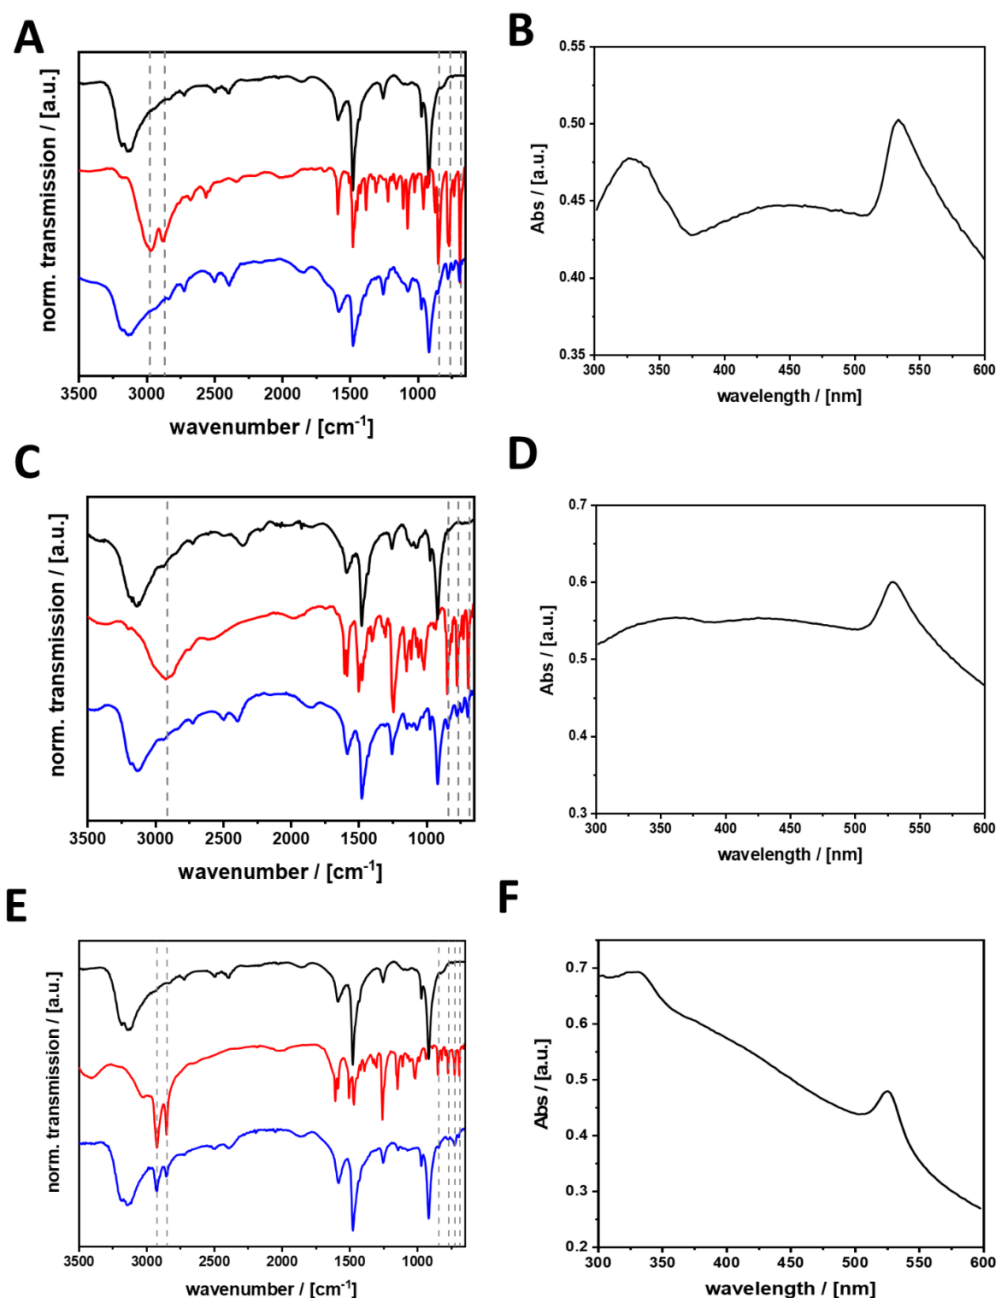 A
norm. transmission / [a.u.]
3500 3000 2500 2000 1500 1000
wavenumber / [cm⁻¹]
B
Abs / [a.u.]
0.55
0.50
0.45
0.40
0.35
300 350 400 450 500 550 600
wavelength / [nm]
C
norm. transmission / [a.u.]
3500 3000 2500 2000 1500 1000
wavenumber / [cm⁻¹]
D
Abs / [a.u.]
0.7
0.6
0.5
0.4
0.3
300 350 400 450 500 550 600
wavelength / [nm]
E
norm. transmission / [a.u.]
3500 3000 2500 2000 1500 1000
wavenumber / [cm⁻¹]
F
Abs / [a.u.]
0.7
0.6
0.5
0.4
0.3
0.2
300 350 400 450 500 550 600
wavelength / [nm]